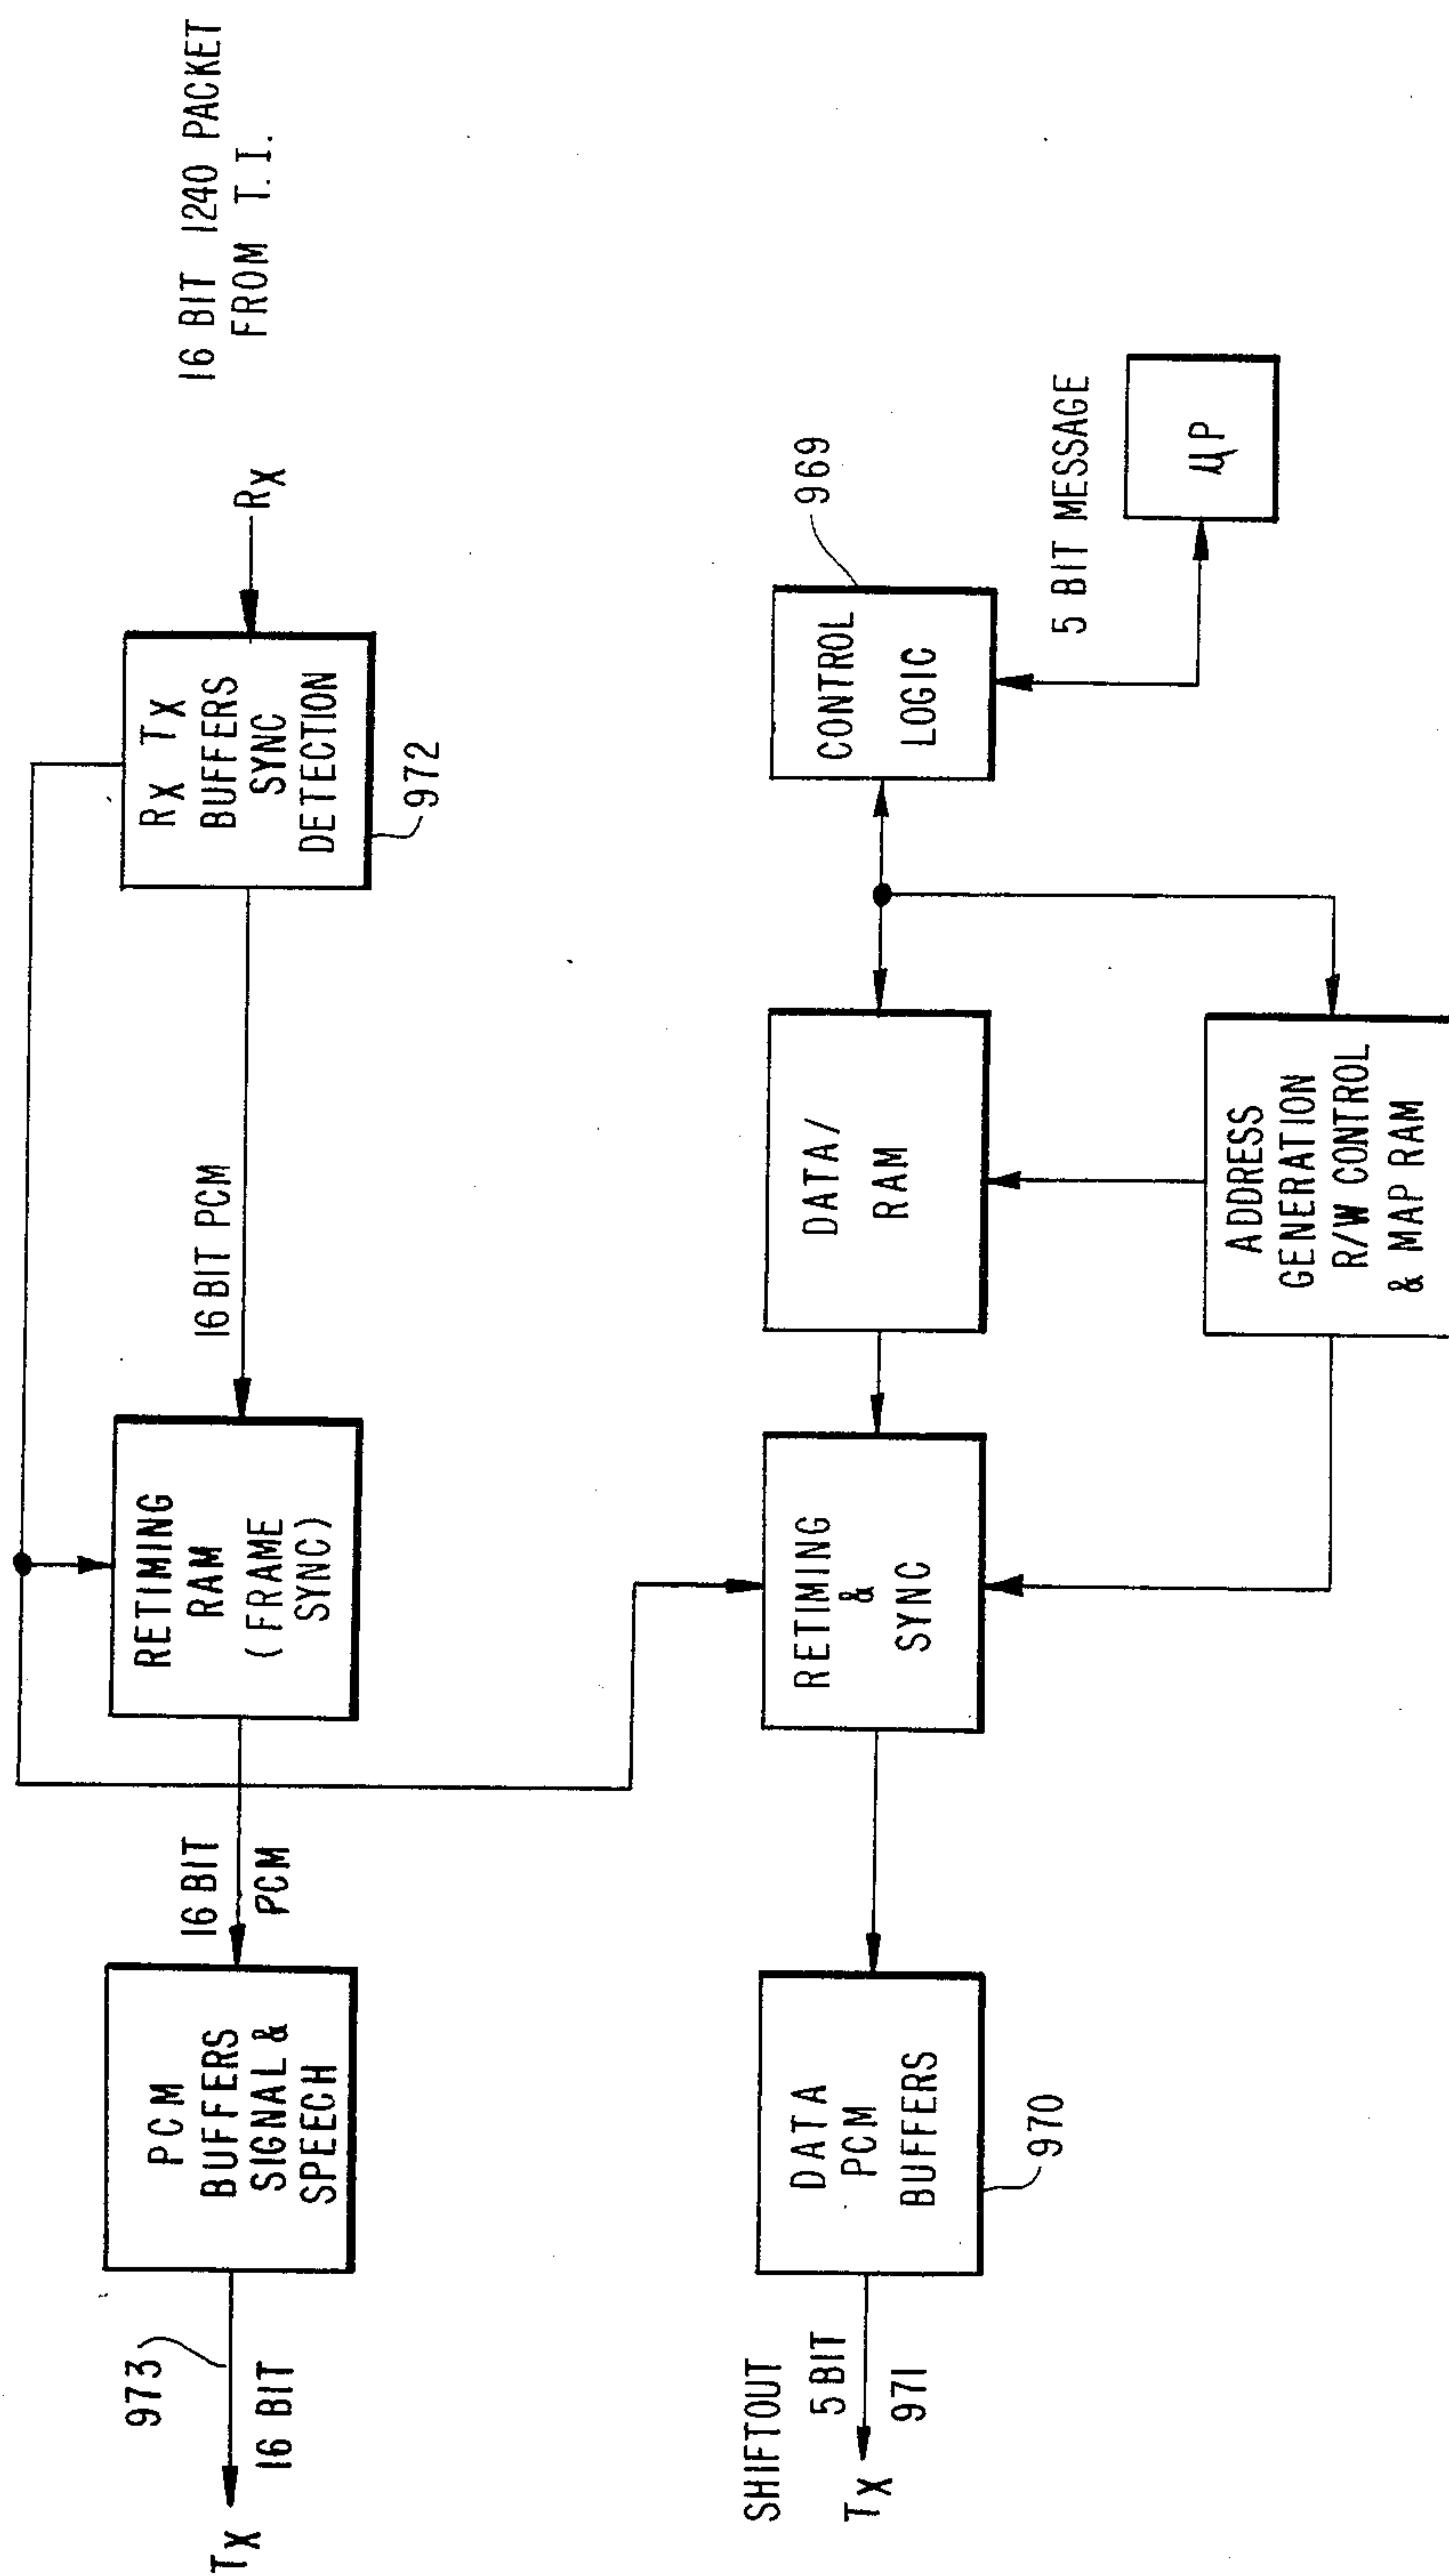 TX
973
16 BIT
PCM
BUFFERS
SIGNAL &
SPEECH
16 BIT
PCM
RETIMING
RAM
(FRAME
SYNC)
16 BIT PCM
RX TX
BUFFERS
SYNC
DETECTION
972
RX
16 BIT 1240 PACKET
FROM T.I.
SHIFTOUT
5 BIT
TX
971
DATA
PCM
BUFFERS
970
RETIMING
&
SYNC
DATA/
RAM
ADDRESS
GENERATION
R/W CONTROL
& MAP RAM
CONTROL
LOGIC
969
5 BIT MESSAGE
μP